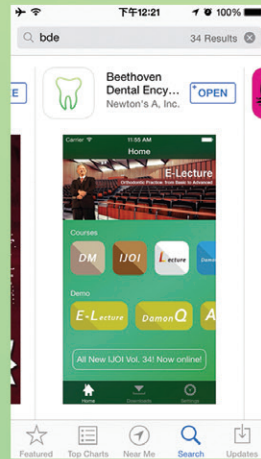 下午12:21
100%
bde
34 Results
Beethoven
Dental Ency...
Newton's A, Inc.
OPEN
Carrier
11:55 AM
Home
E-Lecture
Orthodontic Practice: from Basic to Advanced
Courses
DM
IJOI
Lecture
Demo
E-Lecture
DamonQ
A
All New IJOI Vol. 34! Now online!
Home
Downloads
Settings
Featured
Top Charts
Near Me
Search
Updates